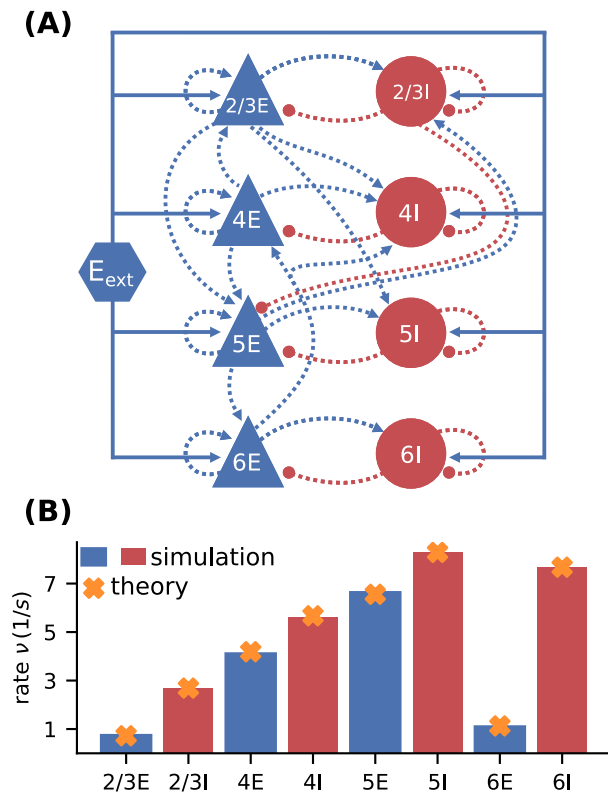 (A)
2/3E
2/3I
4E
4I
E_ext
5E
5I
6E
6I
(B)
simulation
theory
rate ν (1/s)
7
5
3
1
2/3E 2/3I 4E 4I 5E 5I 6E 6I